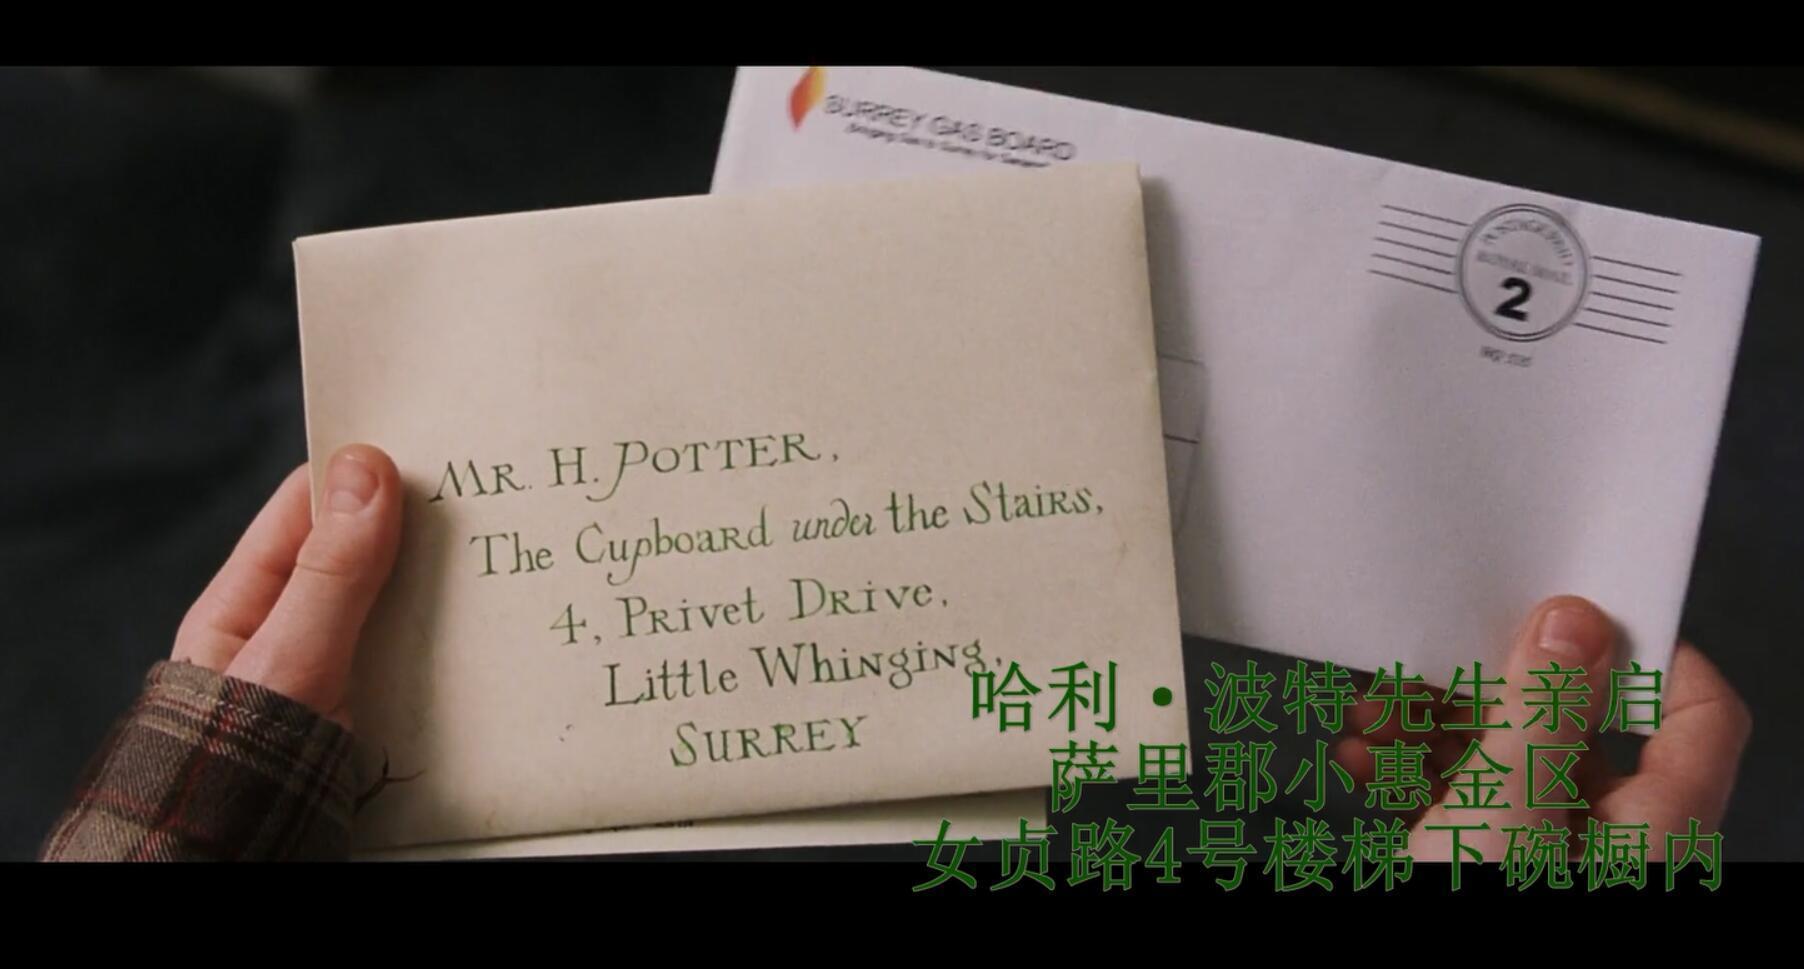 SURREY GAS BOARD
2
Mr. H. Potter,
The Cupboard under the Stairs,
4, Privet Drive,
Little Whinging,
Surrey
哈利·波特先生亲启
萨里郡小惠金区
女贞路4号楼梯下碗橱内